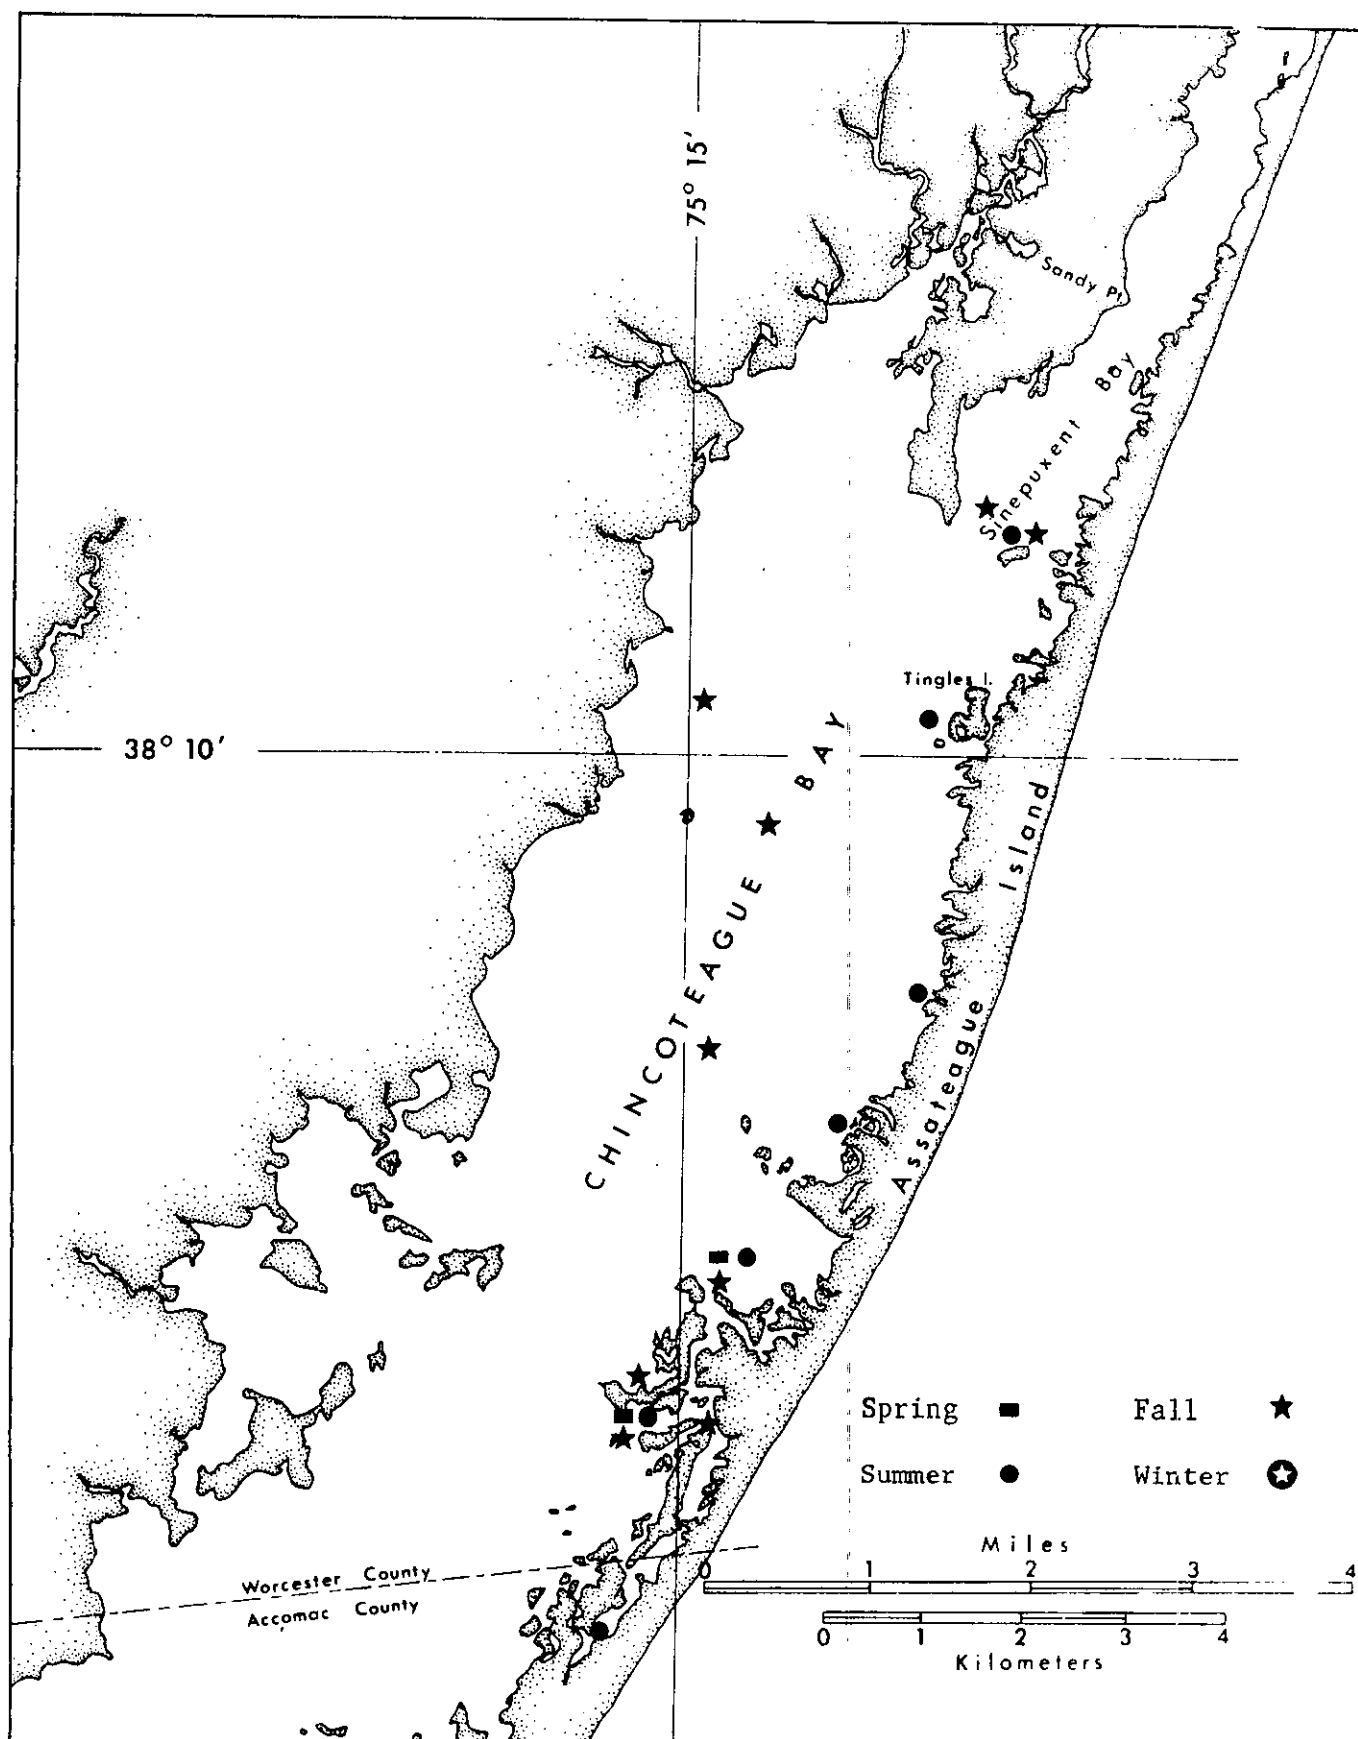 75° 15'
Sandy Pt.
Sinepuxent Bay
Tingles I.
38° 10'
CHINCOTEAGUE BAY
Assateague Island
Spring
Fall
Summer
Winter
Miles
0 1 2 3 4
0 1 2 3 4
Kilometers
Worcester County
Accomac County